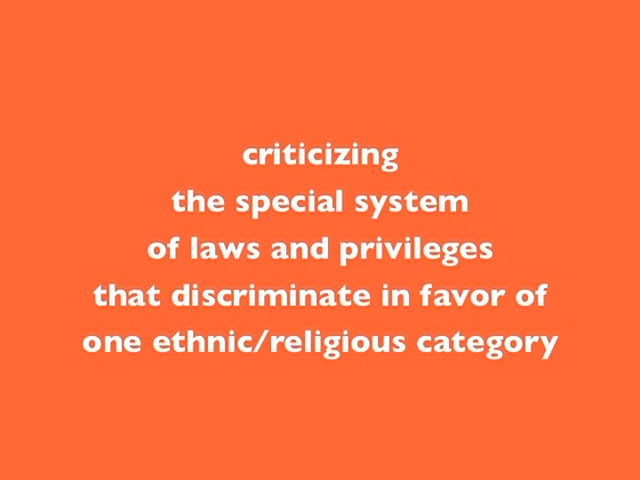 criticizing
the special system
of laws and privileges
that discriminate in favor of
one ethnic/religious category